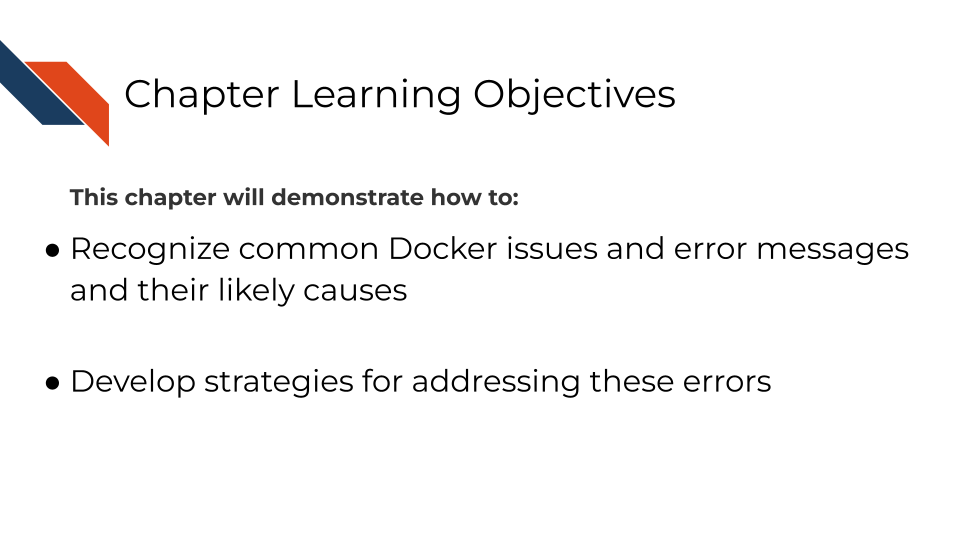 Chapter Learning Objectives
This chapter will demonstrate how to:
● Recognize common Docker issues and error messages
and their likely causes
● Develop strategies for addressing these errors